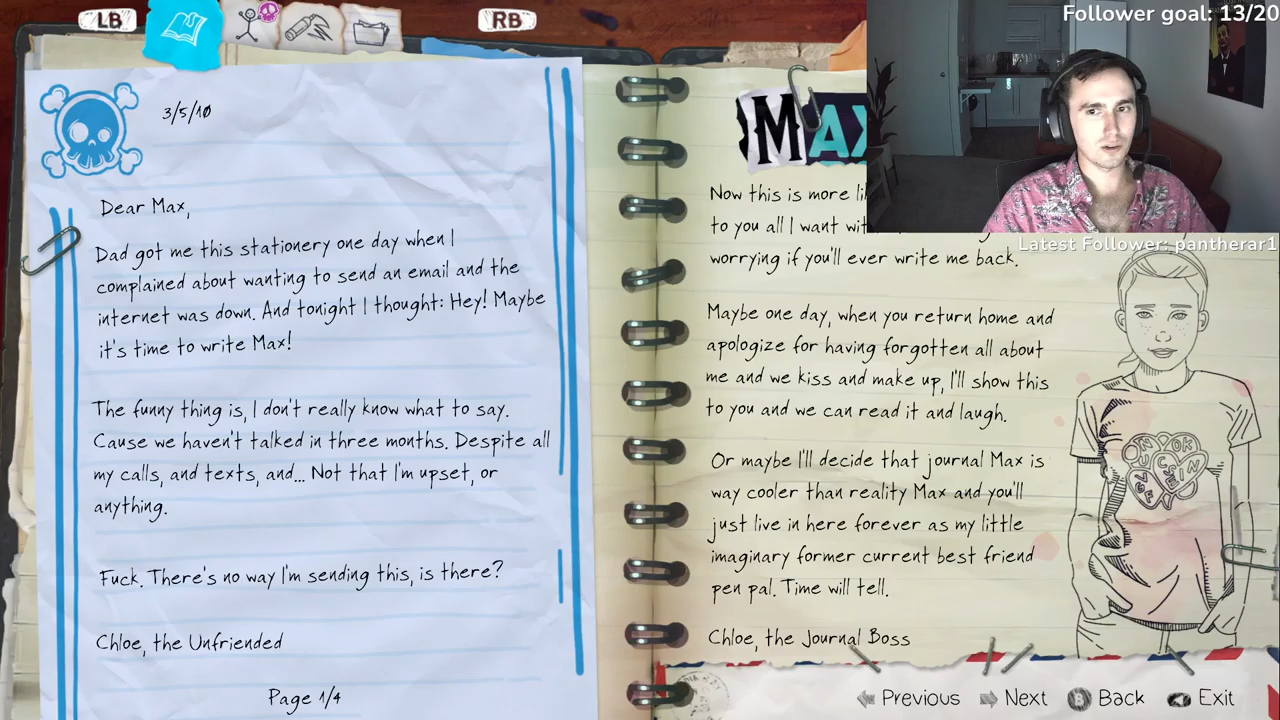 LB
RB
Follower goal: 13/20
3/5/10
Dear Max,
Dad got me this stationery one day when I
complained about wanting to send an email and the
internet was down. And tonight I thought: Hey! Maybe
it's time to write Max!
The funny thing is, I don't really know what to say.
Cause we haven't talked in three months. Despite all
my calls, and texts, and... Not that I'm upset, or
anything.
Fuck. There's no way I'm sending this, is there?
Chloe, the Unfriended
Page 1/4
MAX
Now this is more
to you all I want
worrying if you'll ever write me back.
Latest Follower: pantherar1
Maybe one day, when you return home and
apologize for having forgotten all about
me and we kiss and make up, I'll show this
to you and we can read it and laugh.
Or maybe I'll decide that journal Max is
way cooler than reality Max and you'll
just live in here forever as my little
imaginary former current best friend
pen pal. Time will tell.
Chloe, the Journal Boss
Previous
Next
B Back
Exit